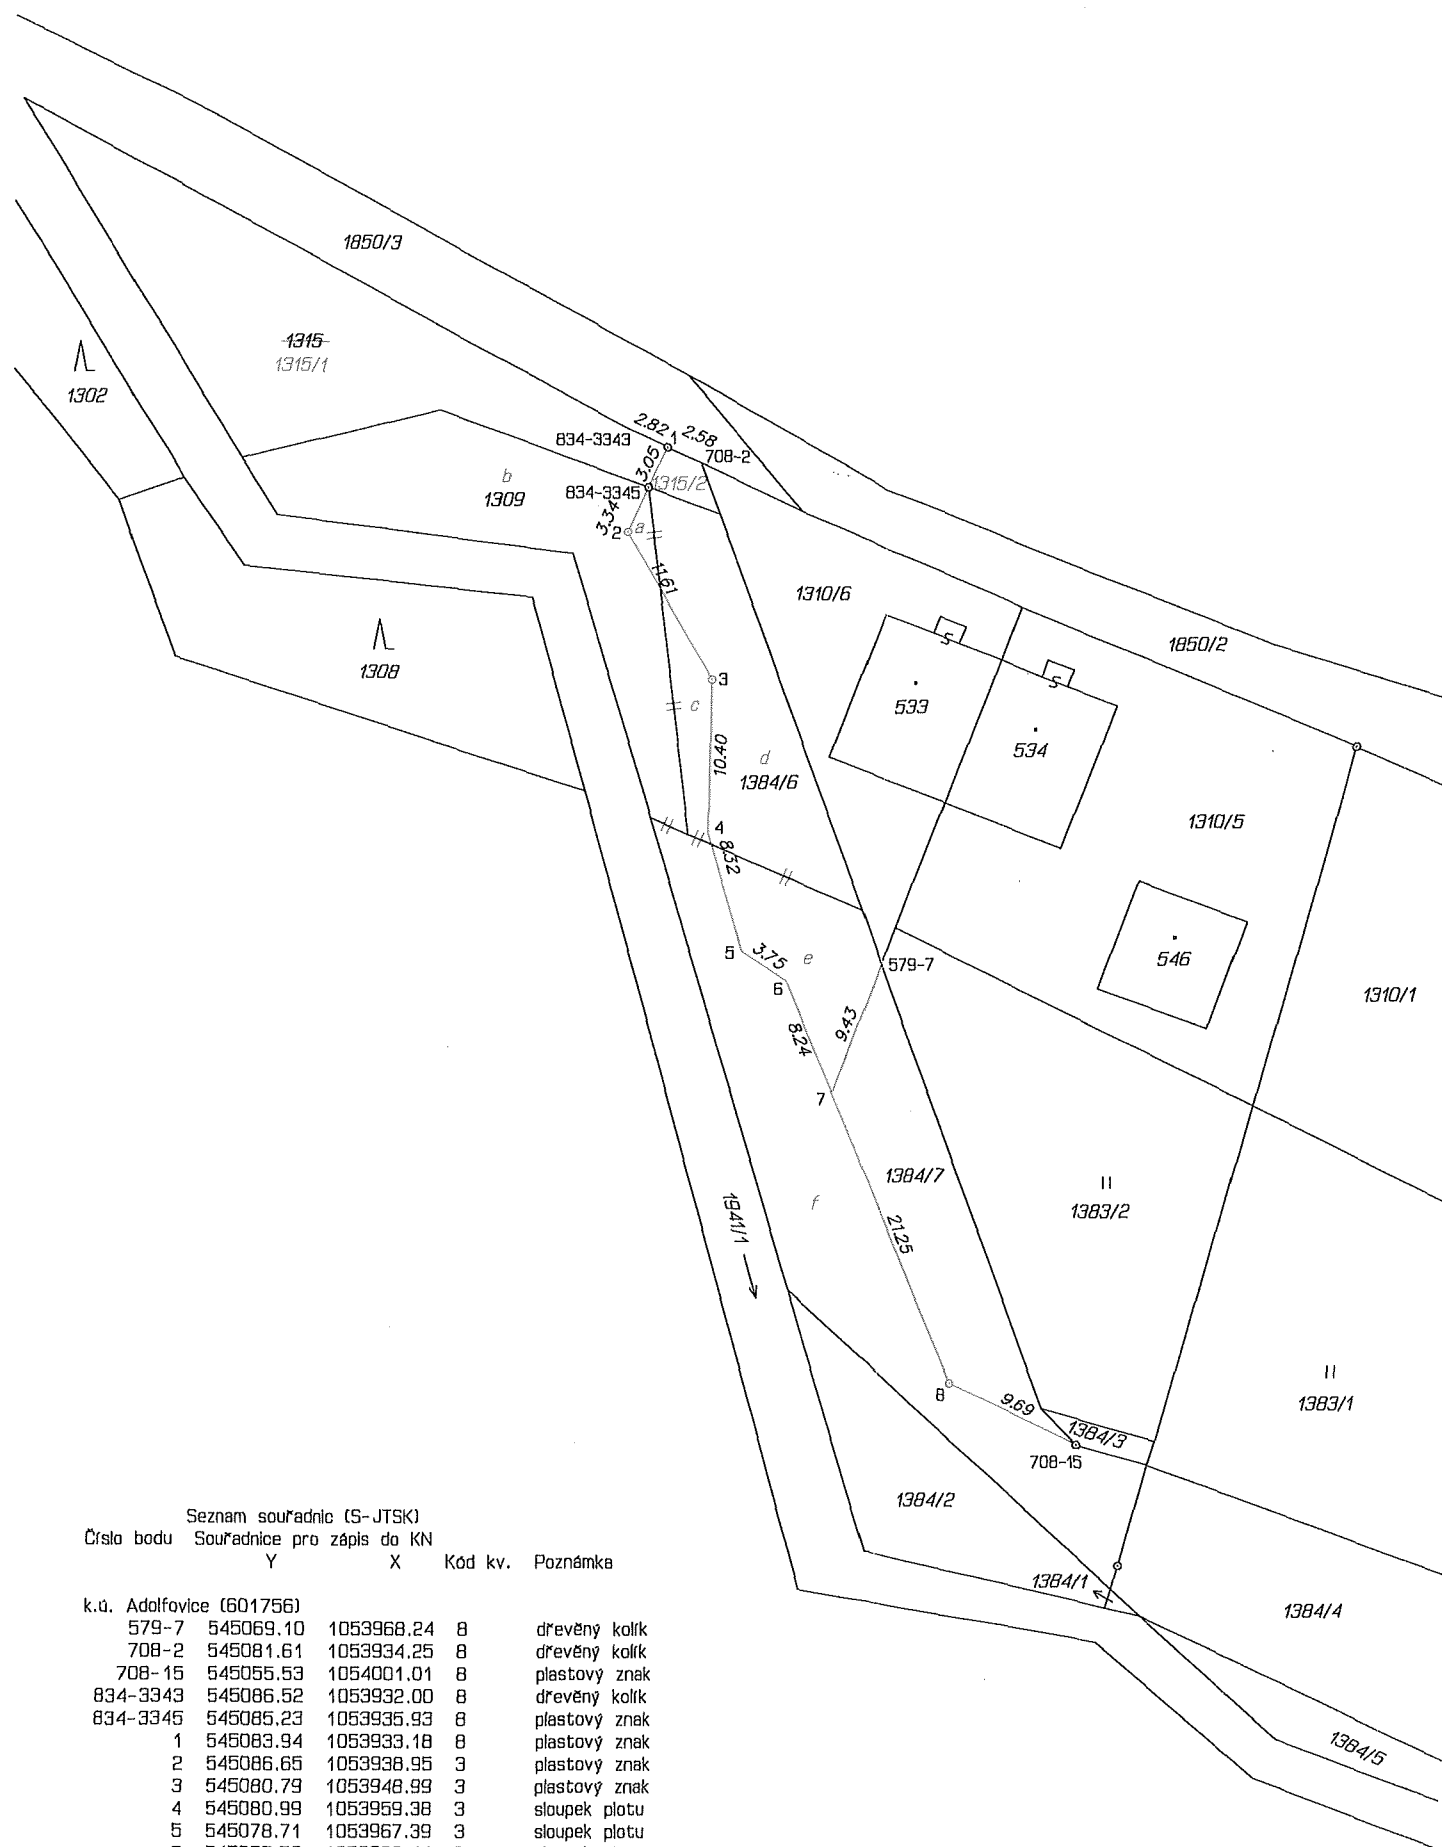 1850/3
1315
1315/1
1302
834-3343
2.82
1
2.58
708-2
3.05
1315/2
b
1309
834-3345
3.34
2
a
11.61
1310/6
1850/2
1308
3
S
S
533
534
c
10.40
d
1384/6
1310/5
4
8.32
5
3.75
6
e
579-7
546
1310/1
8.24
9.43
7
1384/7
1383/2
f
1941/1
21.25
8
9.69
1384/3
708-15
1383/1
1384/2
1384/1
1384/4
1384/5
Seznam souřadnic (S-JTSK)
Číslo bodu Souřadnice pro zápis do KN
Y X Kód kv. Poznámka
k.ú. Adolfovice (601756)
579-7 545069.10 1053968.24 8 dřevěný kolík
708-2 545081.61 1053934.25 8 dřevěný kolík
708-15 545055.53 1054001.01 8 plastový znak
834-3343 545086.52 1053932.00 8 dřevěný kolík
834-3345 545085.23 1053935.93 8 plastový znak
1 545083.94 1053933.18 8 plastový znak
2 545086.65 1053938.95 3 plastový znak
3 545080.79 1053948.99 3 plastový znak
4 545080.99 1053959.38 3 sloupek plotu
5 545078.71 1053967.39 3 sloupek plotu